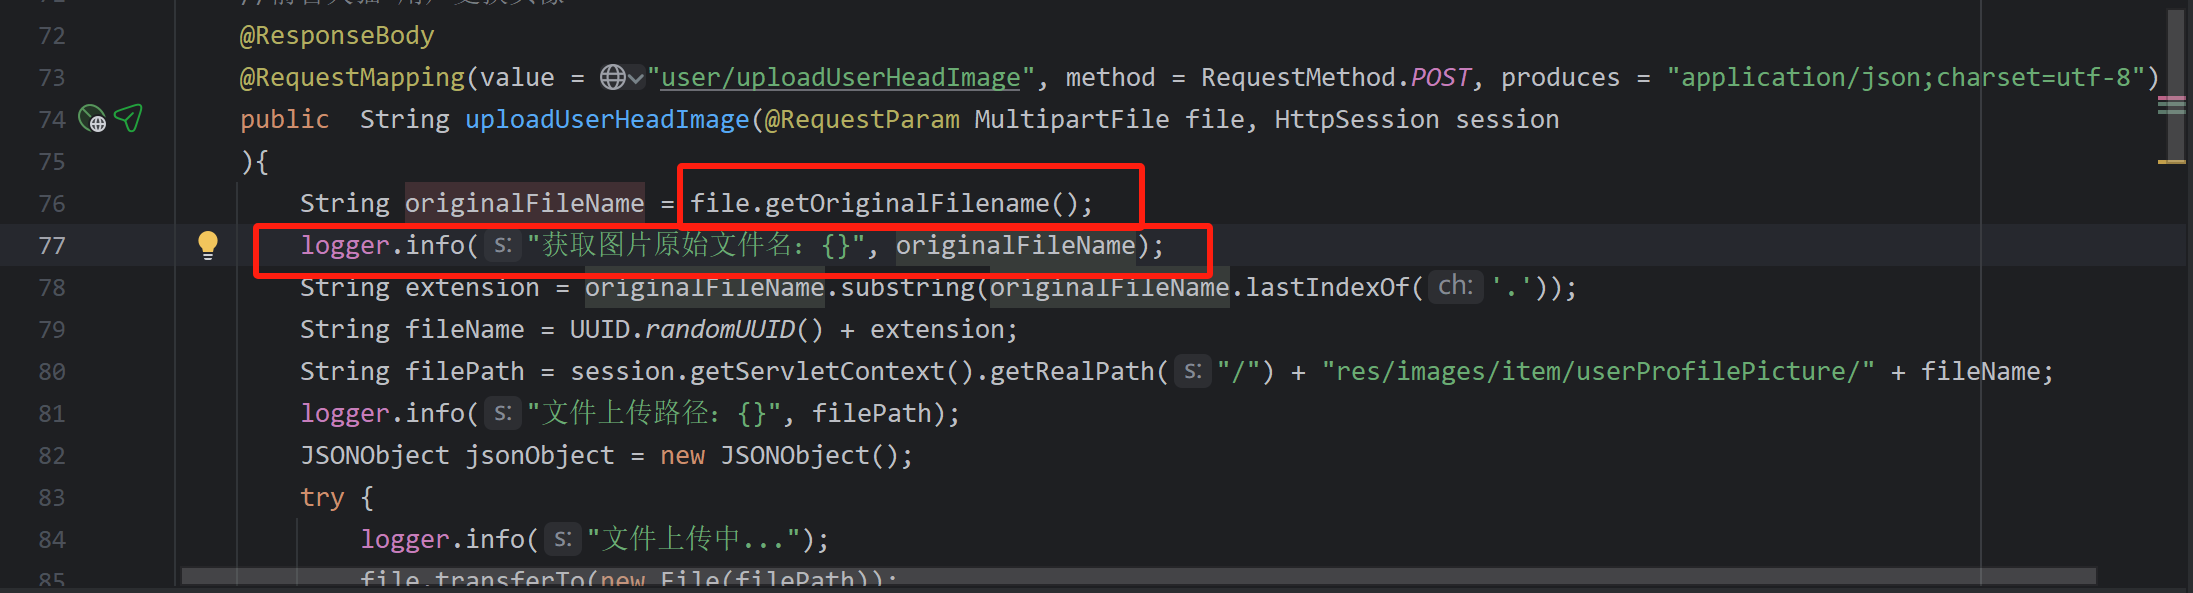 72 @ResponseBody
73 @RequestMapping(value = "user/uploadUserHeadImage", method = RequestMethod.POST, produces = "application/json;charset=utf-8")
74 public  String uploadUserHeadImage(@RequestParam MultipartFile file, HttpSession session
75 ){
76 String originalFileName = file.getOriginalFilename();
77 logger.info( s: "获取图片原始文件名：{}", originalFileName);
78 String extension = originalFileName.substring(originalFileName.lastIndexOf( ch: '.'));
79 String fileName = UUID.randomUUID() + extension;
80 String filePath = session.getServletContext().getRealPath( s: "/") + "res/images/item/userProfilePicture/" + fileName;
81 logger.info( s: "文件上传路径：{}", filePath);
82 JSONObject jsonObject = new JSONObject();
83 try {
84 logger.info( s: "文件上传中...");
85 file.transferTo(new File(filePath));